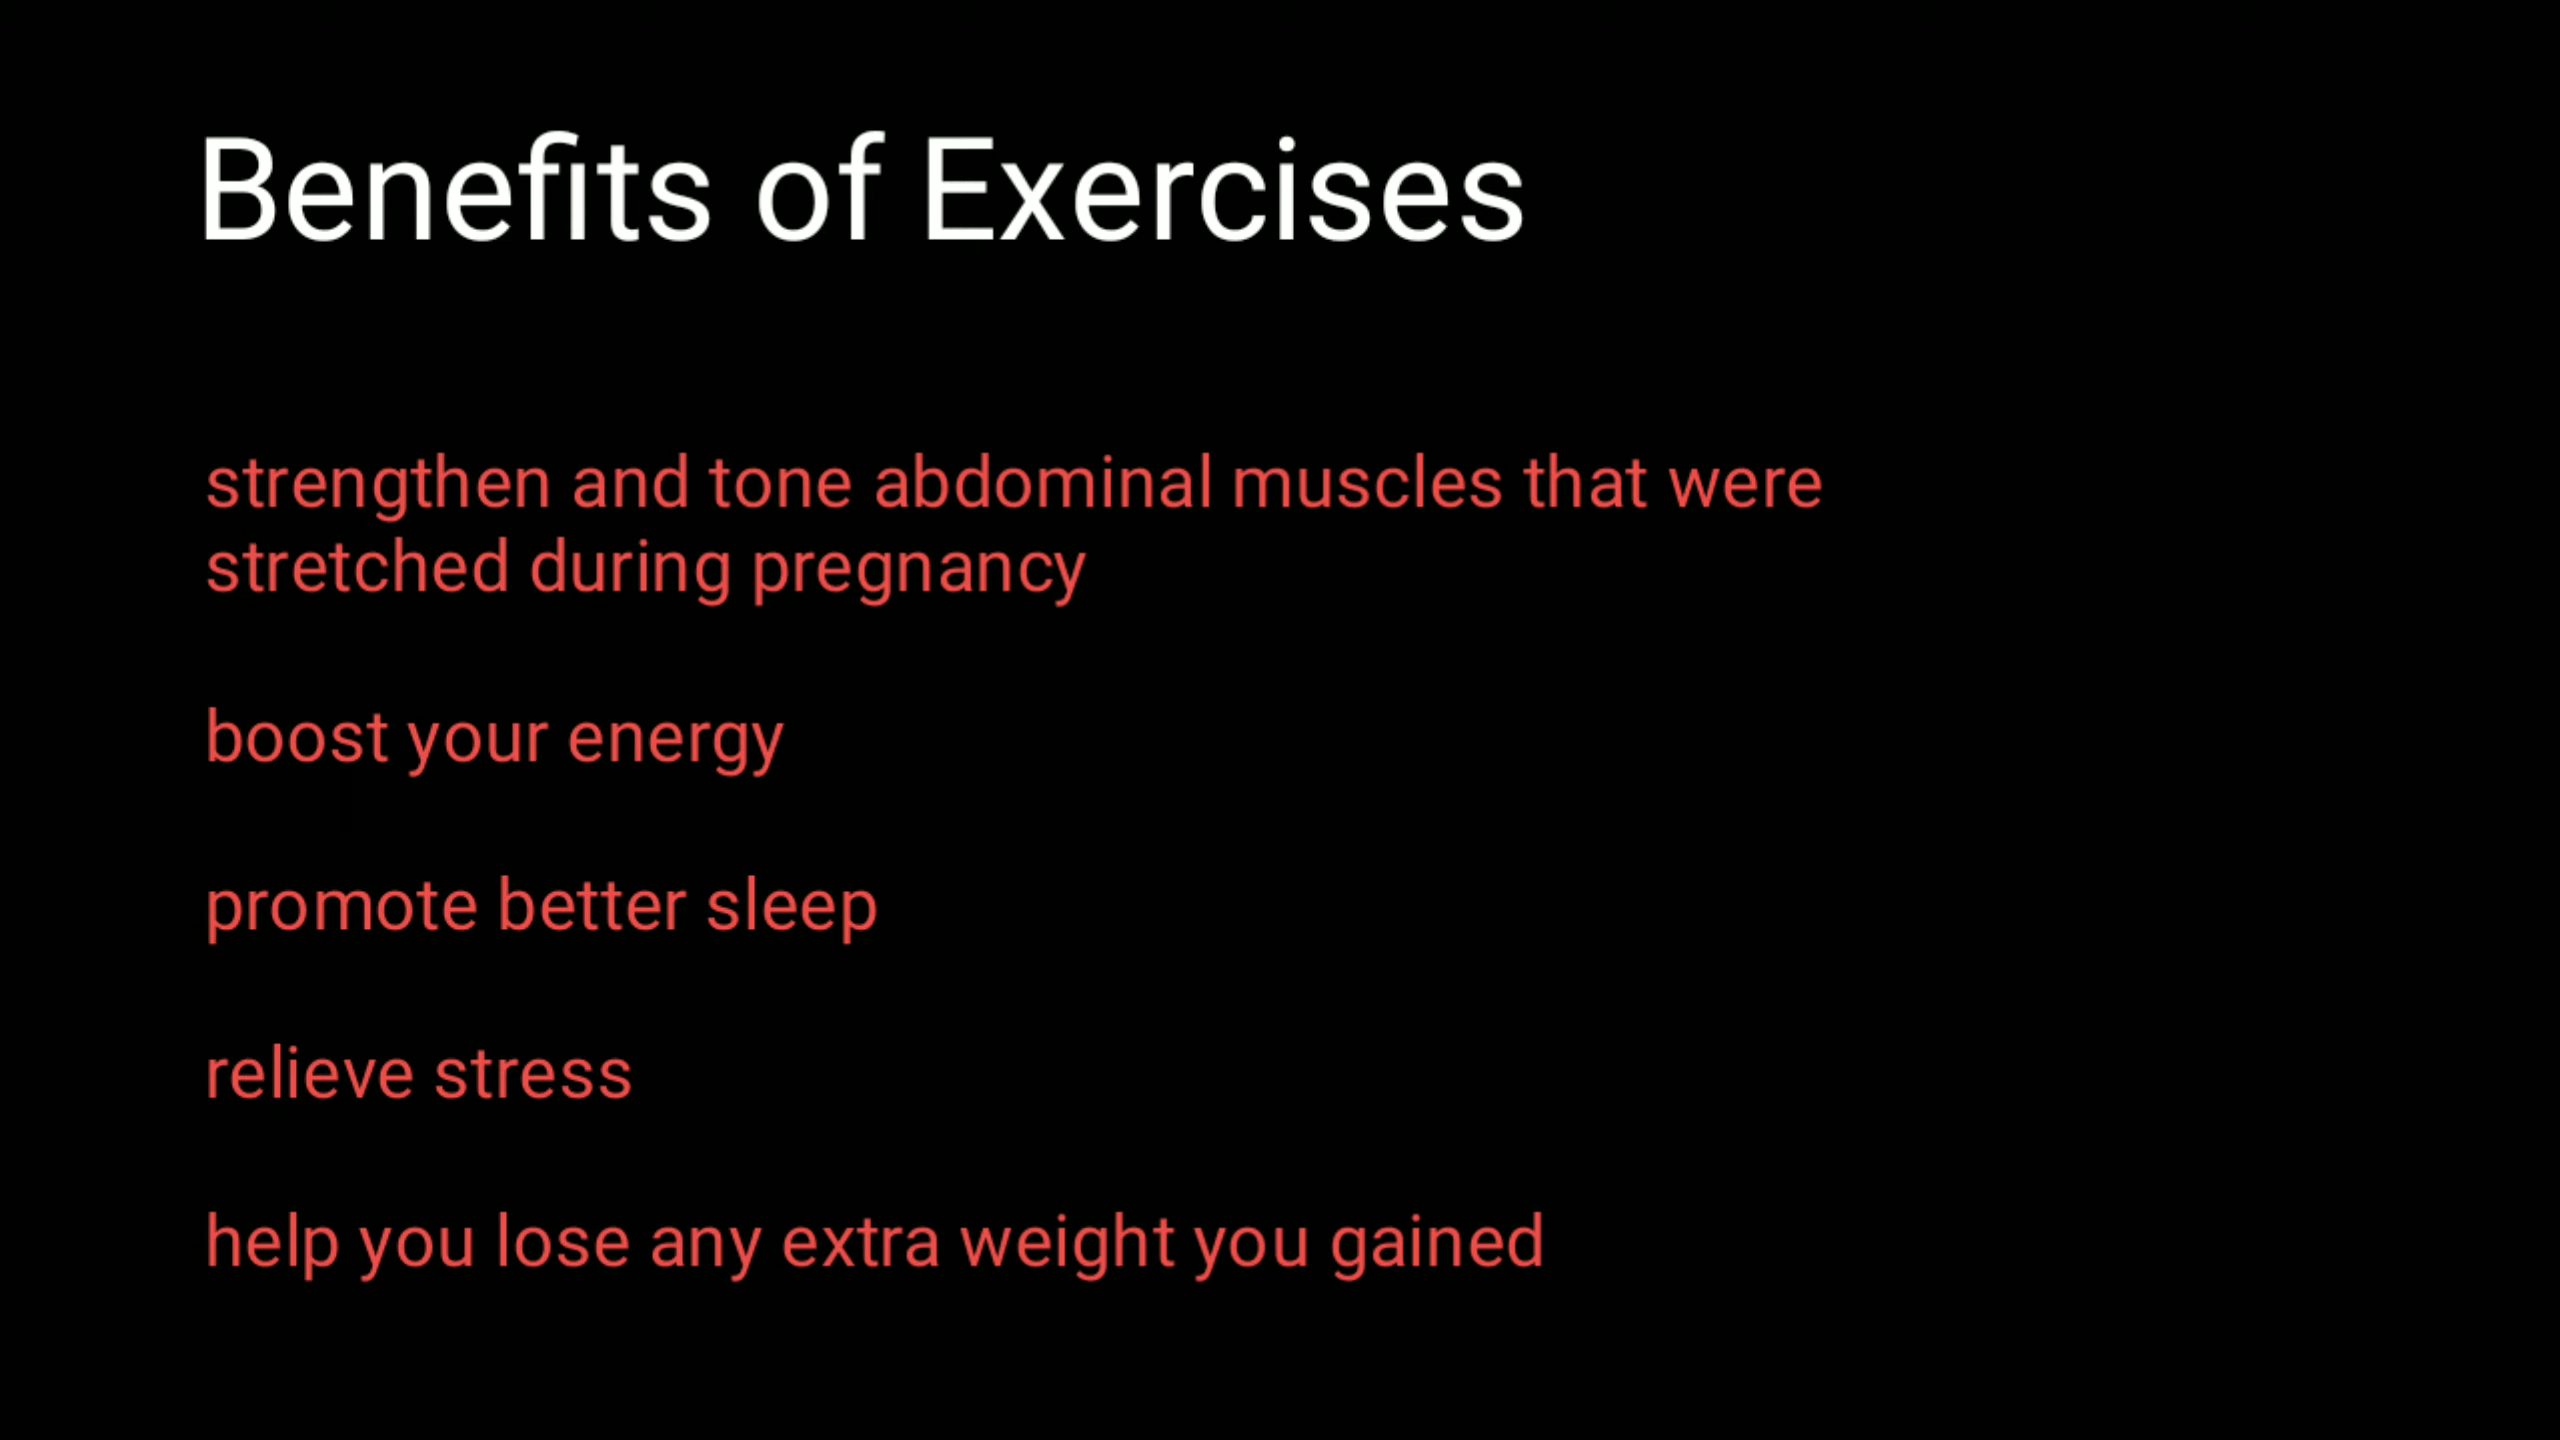 Benefits of Exercises
strengthen and tone abdominal muscles that were
stretched during pregnancy
boost your energy
promote better sleep
relieve stress
help you lose any extra weight you gained